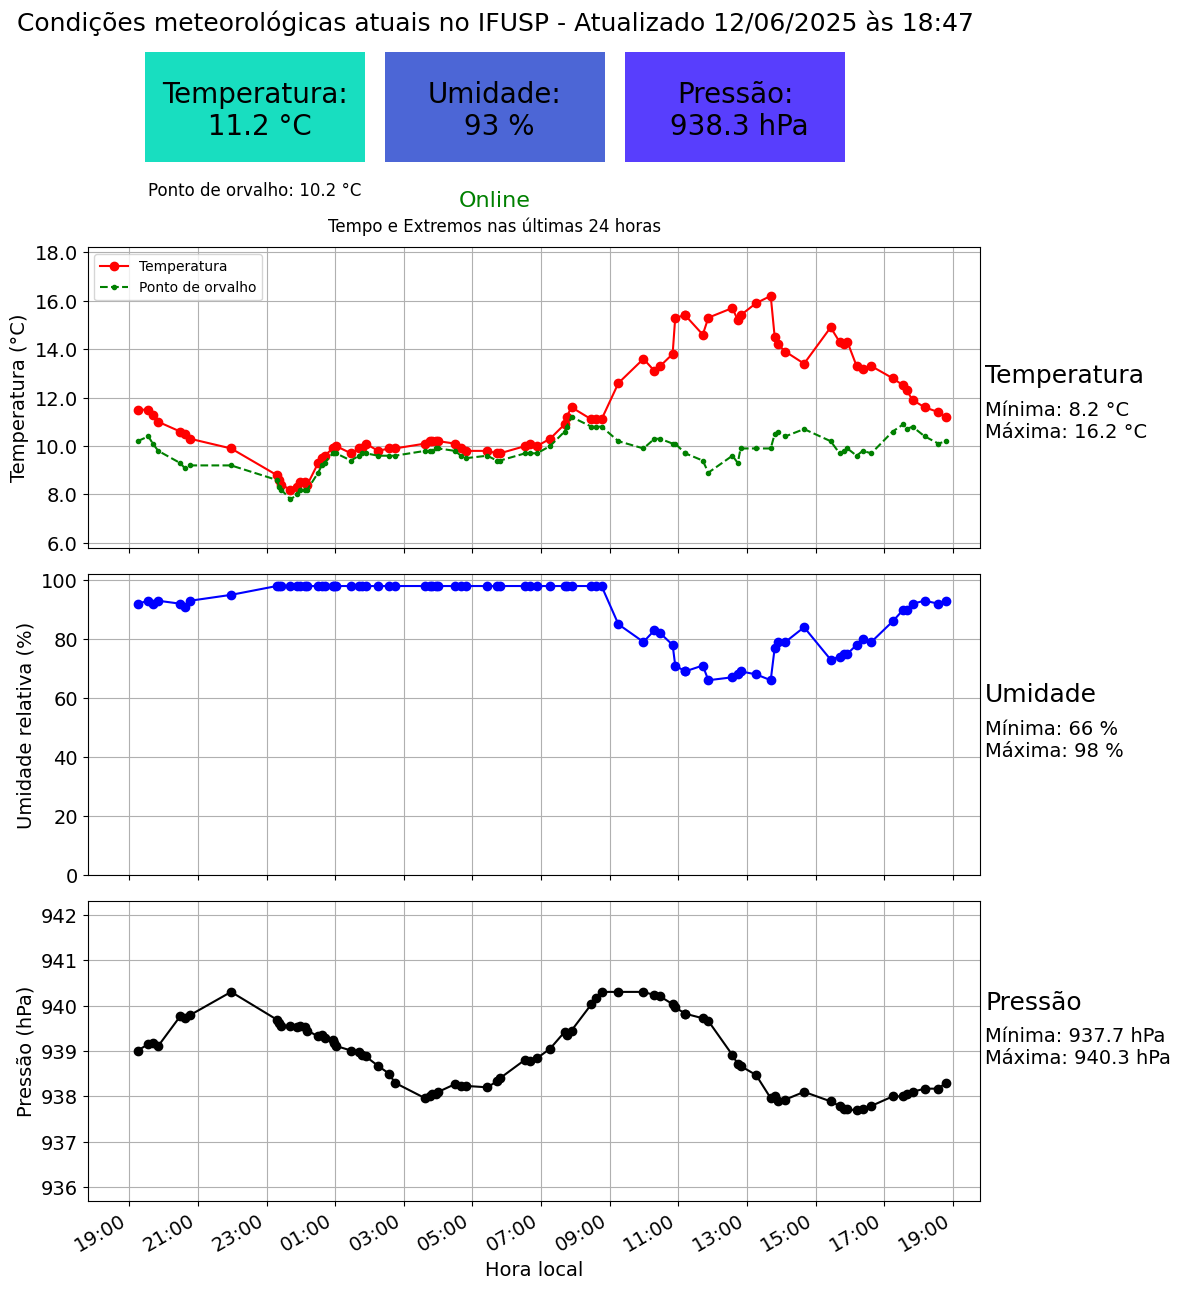 Condições meteorológicas atuais no IFUSP - Atualizado 12/06/2025 às 18:47
Temperatura:
11.2 °C
Umidade:
93 %
Pressão:
938.3 hPa
Ponto de orvalho: 10.2 °C
Online
Tempo e Extremos nas últimas 24 horas
Temperatura (°C)
18.0
16.0
14.0
12.0
10.0
8.0
6.0
Temperatura
Ponto de orvalho
Temperatura
Mínima: 8.2 °C
Máxima: 16.2 °C
Umidade relativa (%)
100
80
60
40
20
0
Umidade
Mínima: 66 %
Máxima: 98 %
Pressão (hPa)
942
941
940
939
938
937
936
Pressão
Mínima: 937.7 hPa
Máxima: 940.3 hPa
19:00
21:00
23:00
01:00
03:00
05:00
07:00
09:00
11:00
13:00
15:00
17:00
19:00
Hora local